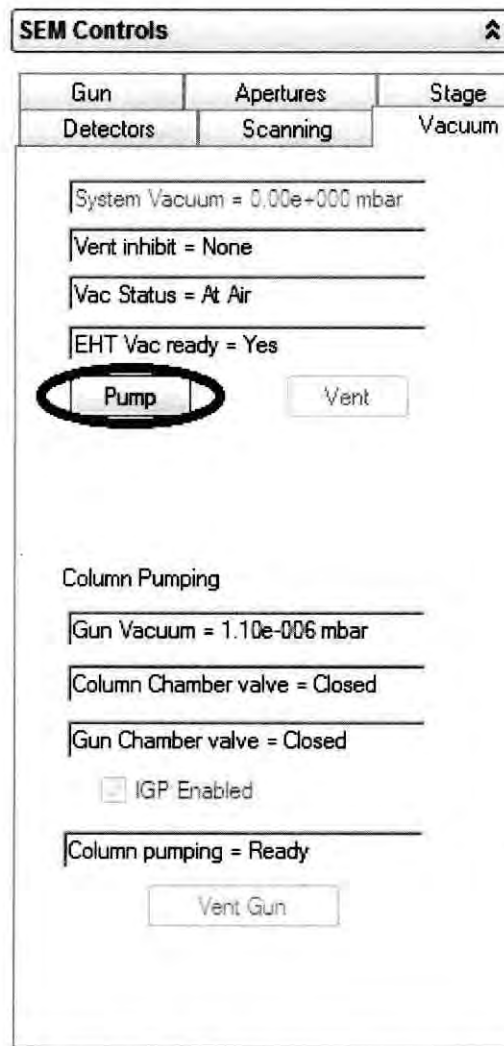 SEM Controls
Gun Apertures Stage
Detectors Scanning Vacuum
System Vacuum = 0.00e+000 mbar
Vent inhibit = None
Vac Status = At Air
EHT Vac ready = Yes
Pump Vent
Column Pumping
Gun Vacuum = 1.10e-006 mbar
Column Chamber valve = Closed
Gun Chamber valve = Closed
IGP Enabled
Column pumping = Ready
Vent Gun